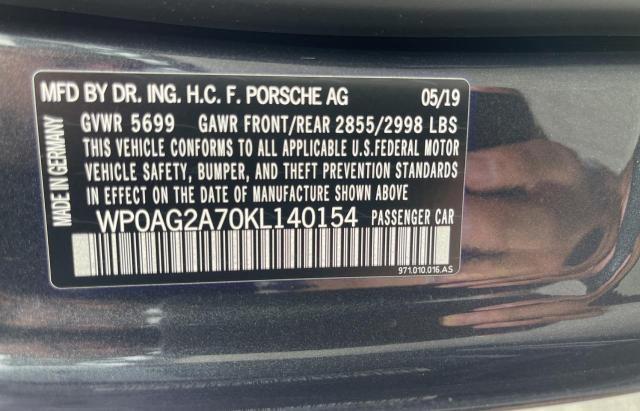 MFD BY DR. ING. H.C. F. PORSCHE AG 05/19
GVWR 5699 GAWR FRONT/REAR 2855/2998 LBS
THIS VEHICLE CONFORMS TO ALL APPLICABLE U.S.FEDERAL MOTOR
VEHICLE SAFETY, BUMPER, AND THEFT PREVENTION STANDARDS
IN EFFECT ON THE DATE OF MANUFACTURE SHOWN ABOVE
WP0AG2A70KL140154 PASSENGER CAR
971.010.016.AS
MADE IN GERMANY